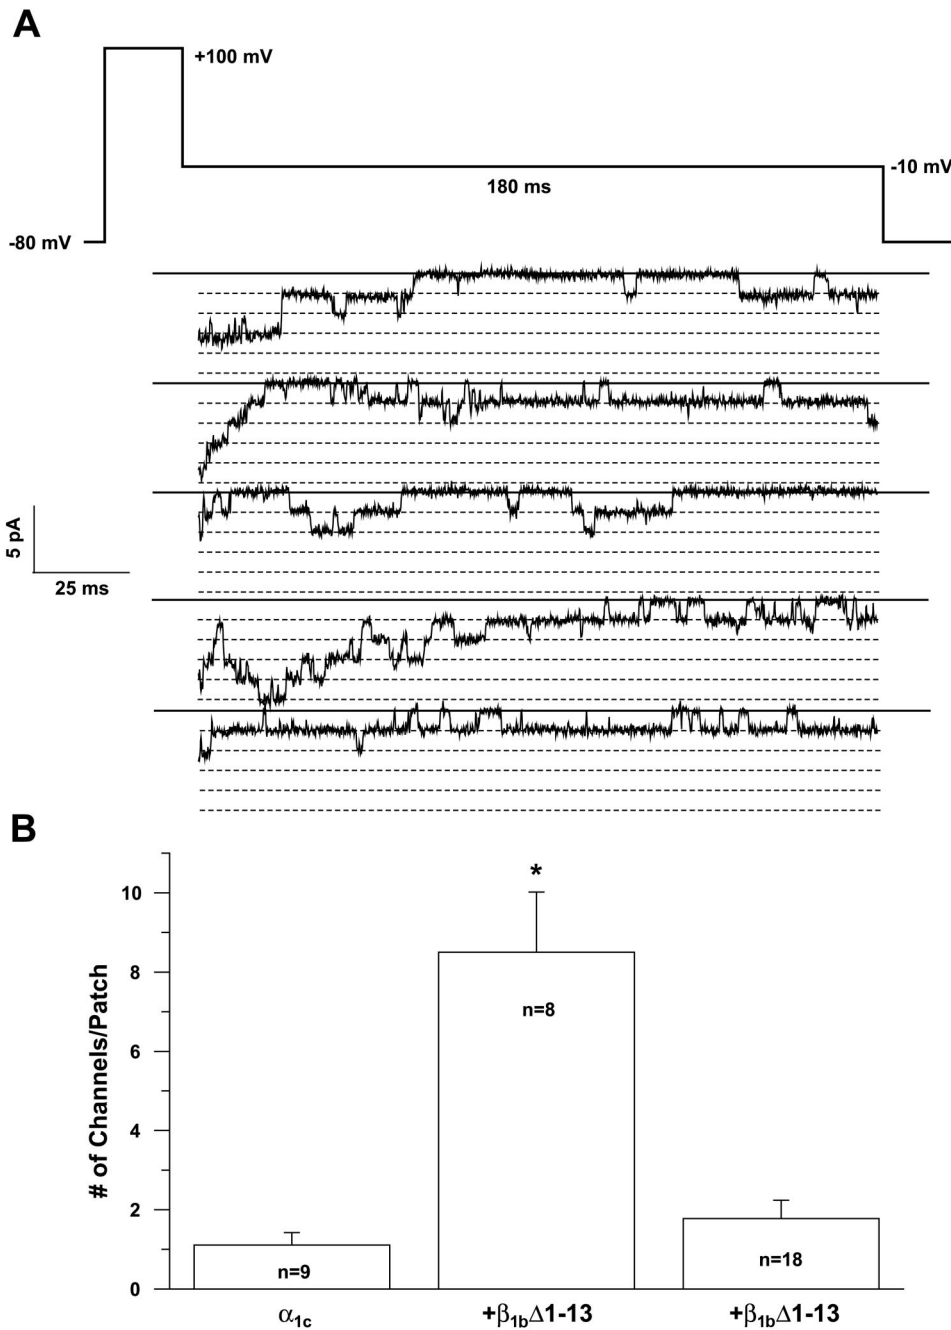 A
+100 mV
-10 mV
180 ms
-80 mV
5 pA
25 ms
B
*
10
8
6
4
2
0
# of Channels/Patch
n=9
n=8
n=18
α1c
+β1bΔ1-13
+β1bΔ1-13